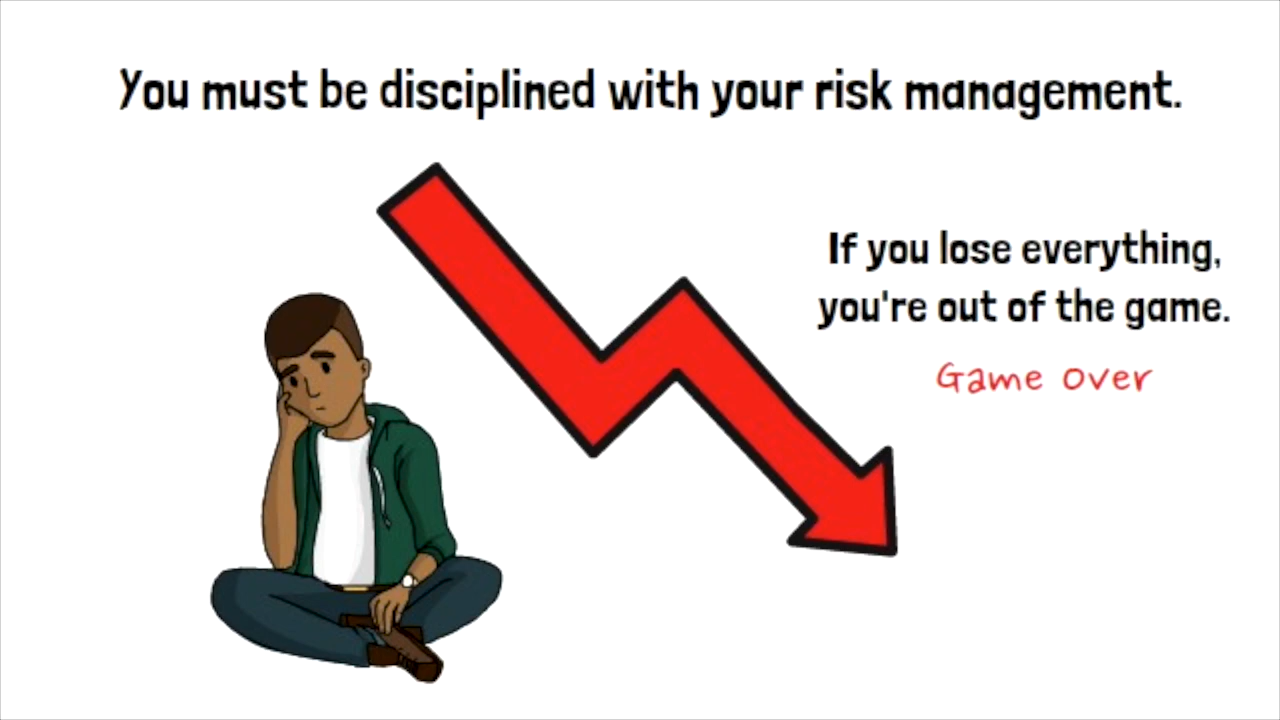 You must be disciplined with your risk management.
If you lose everything,
you're out of the game.
Game Over